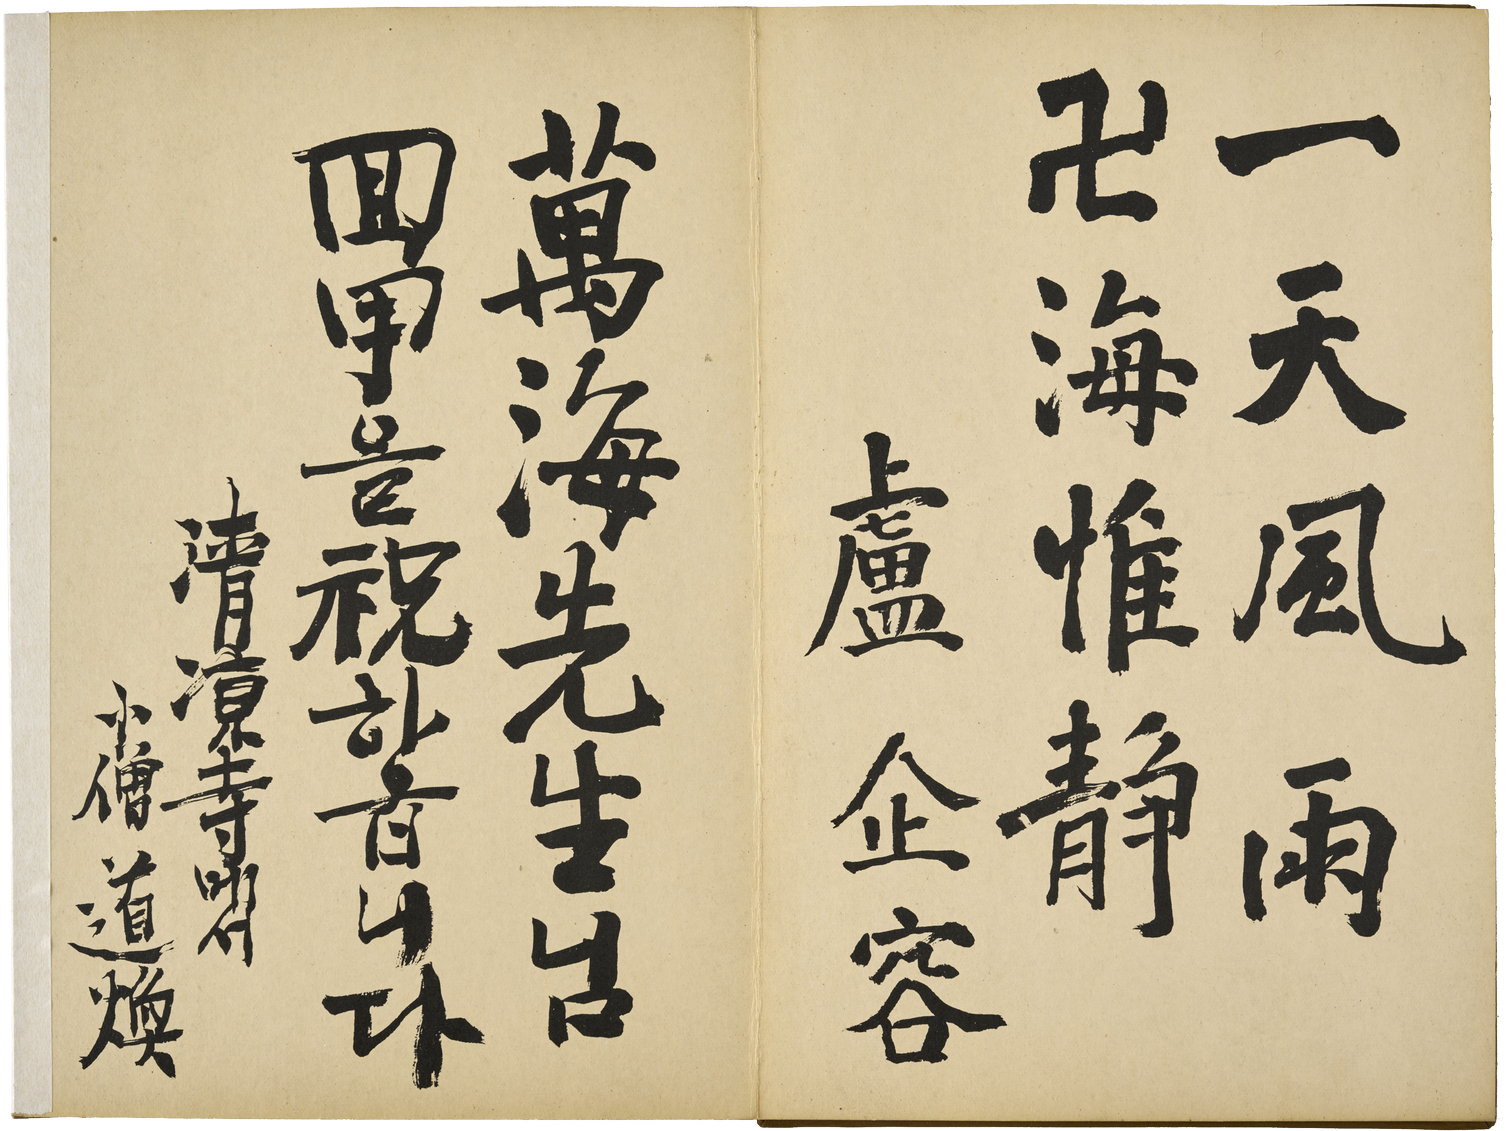 一天風雨
卍海惟静
盧企容
萬海先生님
回甲을祝하옵니다
清凉寺에서
小僧 道煥